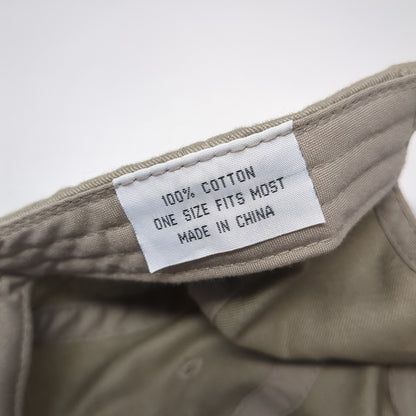 100% COTTON
ONE SIZE FITS MOST
MADE IN CHINA